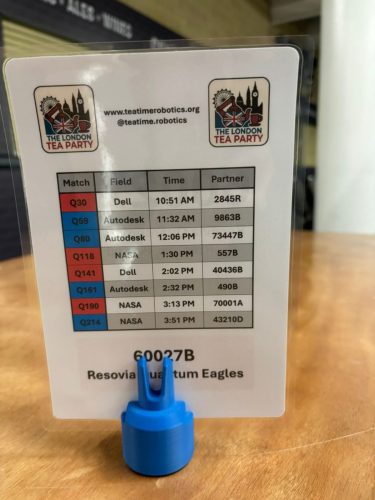 ALES • WINES
www.teatimerobotics.org
@teatime.robotics
THE LONDON
TEA PARTY
THE LONDON
TEA PARTY
Match Field Time Partner
Q30 Dell 10:51 AM 2845R
Q59 Autodesk 11:32 AM 9863B
Q80 Autodesk 12:06 PM 73447B
Q118 NASA 1:30 PM 557B
Q141 Dell 2:02 PM 40436B
Q161 Autodesk 2:32 PM 490B
Q190 NASA 3:13 PM 70001A
Q214 NASA 3:51 PM 43210D
60027B
Resovia Quantum Eagles